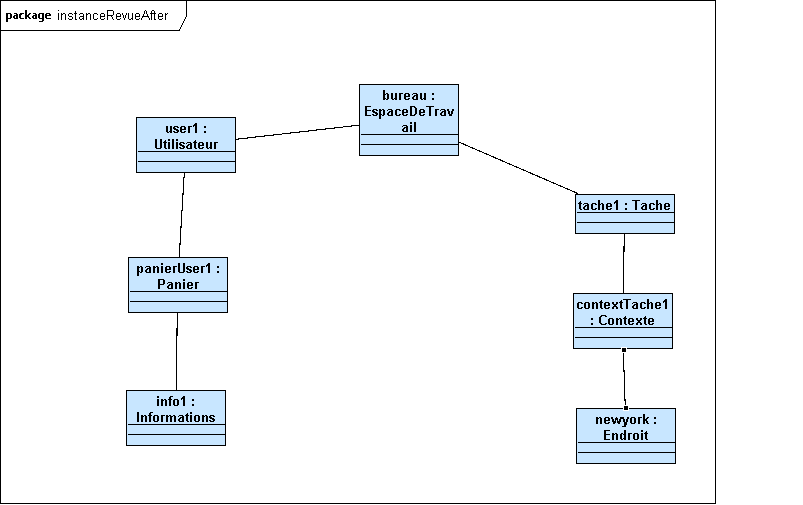 package instanceRevueAfter
bureau :
EspaceDeTrav
ail
user1 :
Utilisateur
tache1 : Tache
panierUser1 :
Panier
contextTache1
: Contexte
info1 :
Informations
newyork :
Endroit